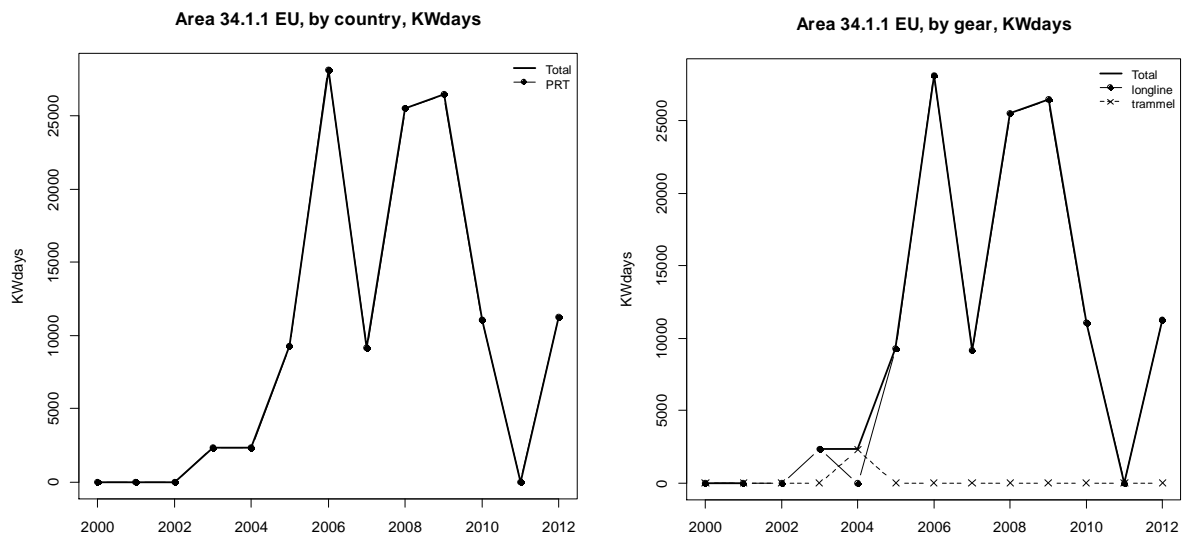 Area 34.1.1 EU, by country, KWdays
KWdays
25000
20000
15000
10000
5000
0
Total
PRT
2000 2002 2004 2006 2008 2010 2012
Area 34.1.1 EU, by gear, KWdays
KWdays
25000
20000
15000
10000
5000
0
Total
longline
trammel
2000 2002 2004 2006 2008 2010 2012